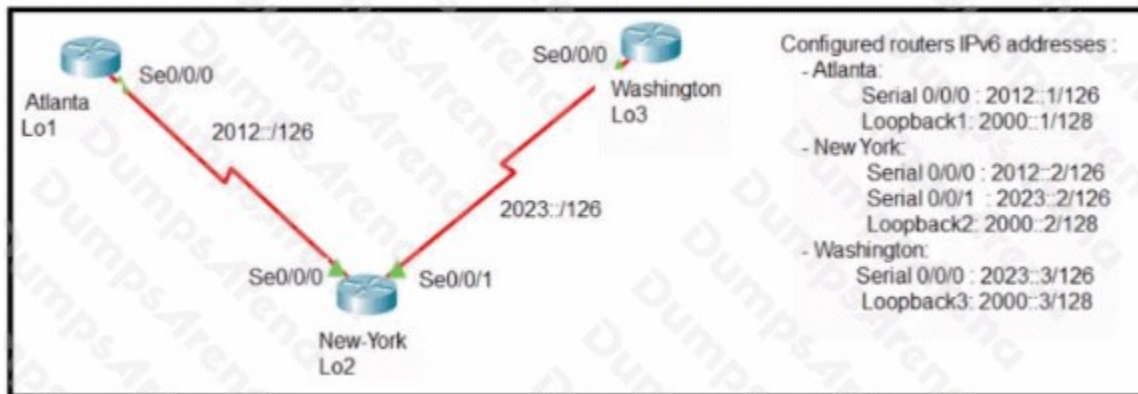 Se0/0/0
Atlanta
Lo1
2012::/126
Se0/0/0
Washington
Lo3
2023::/126
Se0/0/0
Se0/0/1
New-York
Lo2
Configured routers IPv6 addresses :
- Atlanta:
Serial 0/0/0 : 2012::1/126
Loopback1: 2000::1/128
- New York:
Serial 0/0/0 : 2012::2/126
Serial 0/0/1 : 2023::2/126
Loopback2: 2000::2/128
- Washington:
Serial 0/0/0 : 2023::3/126
Loopback3: 2000::3/128
DumpsArena